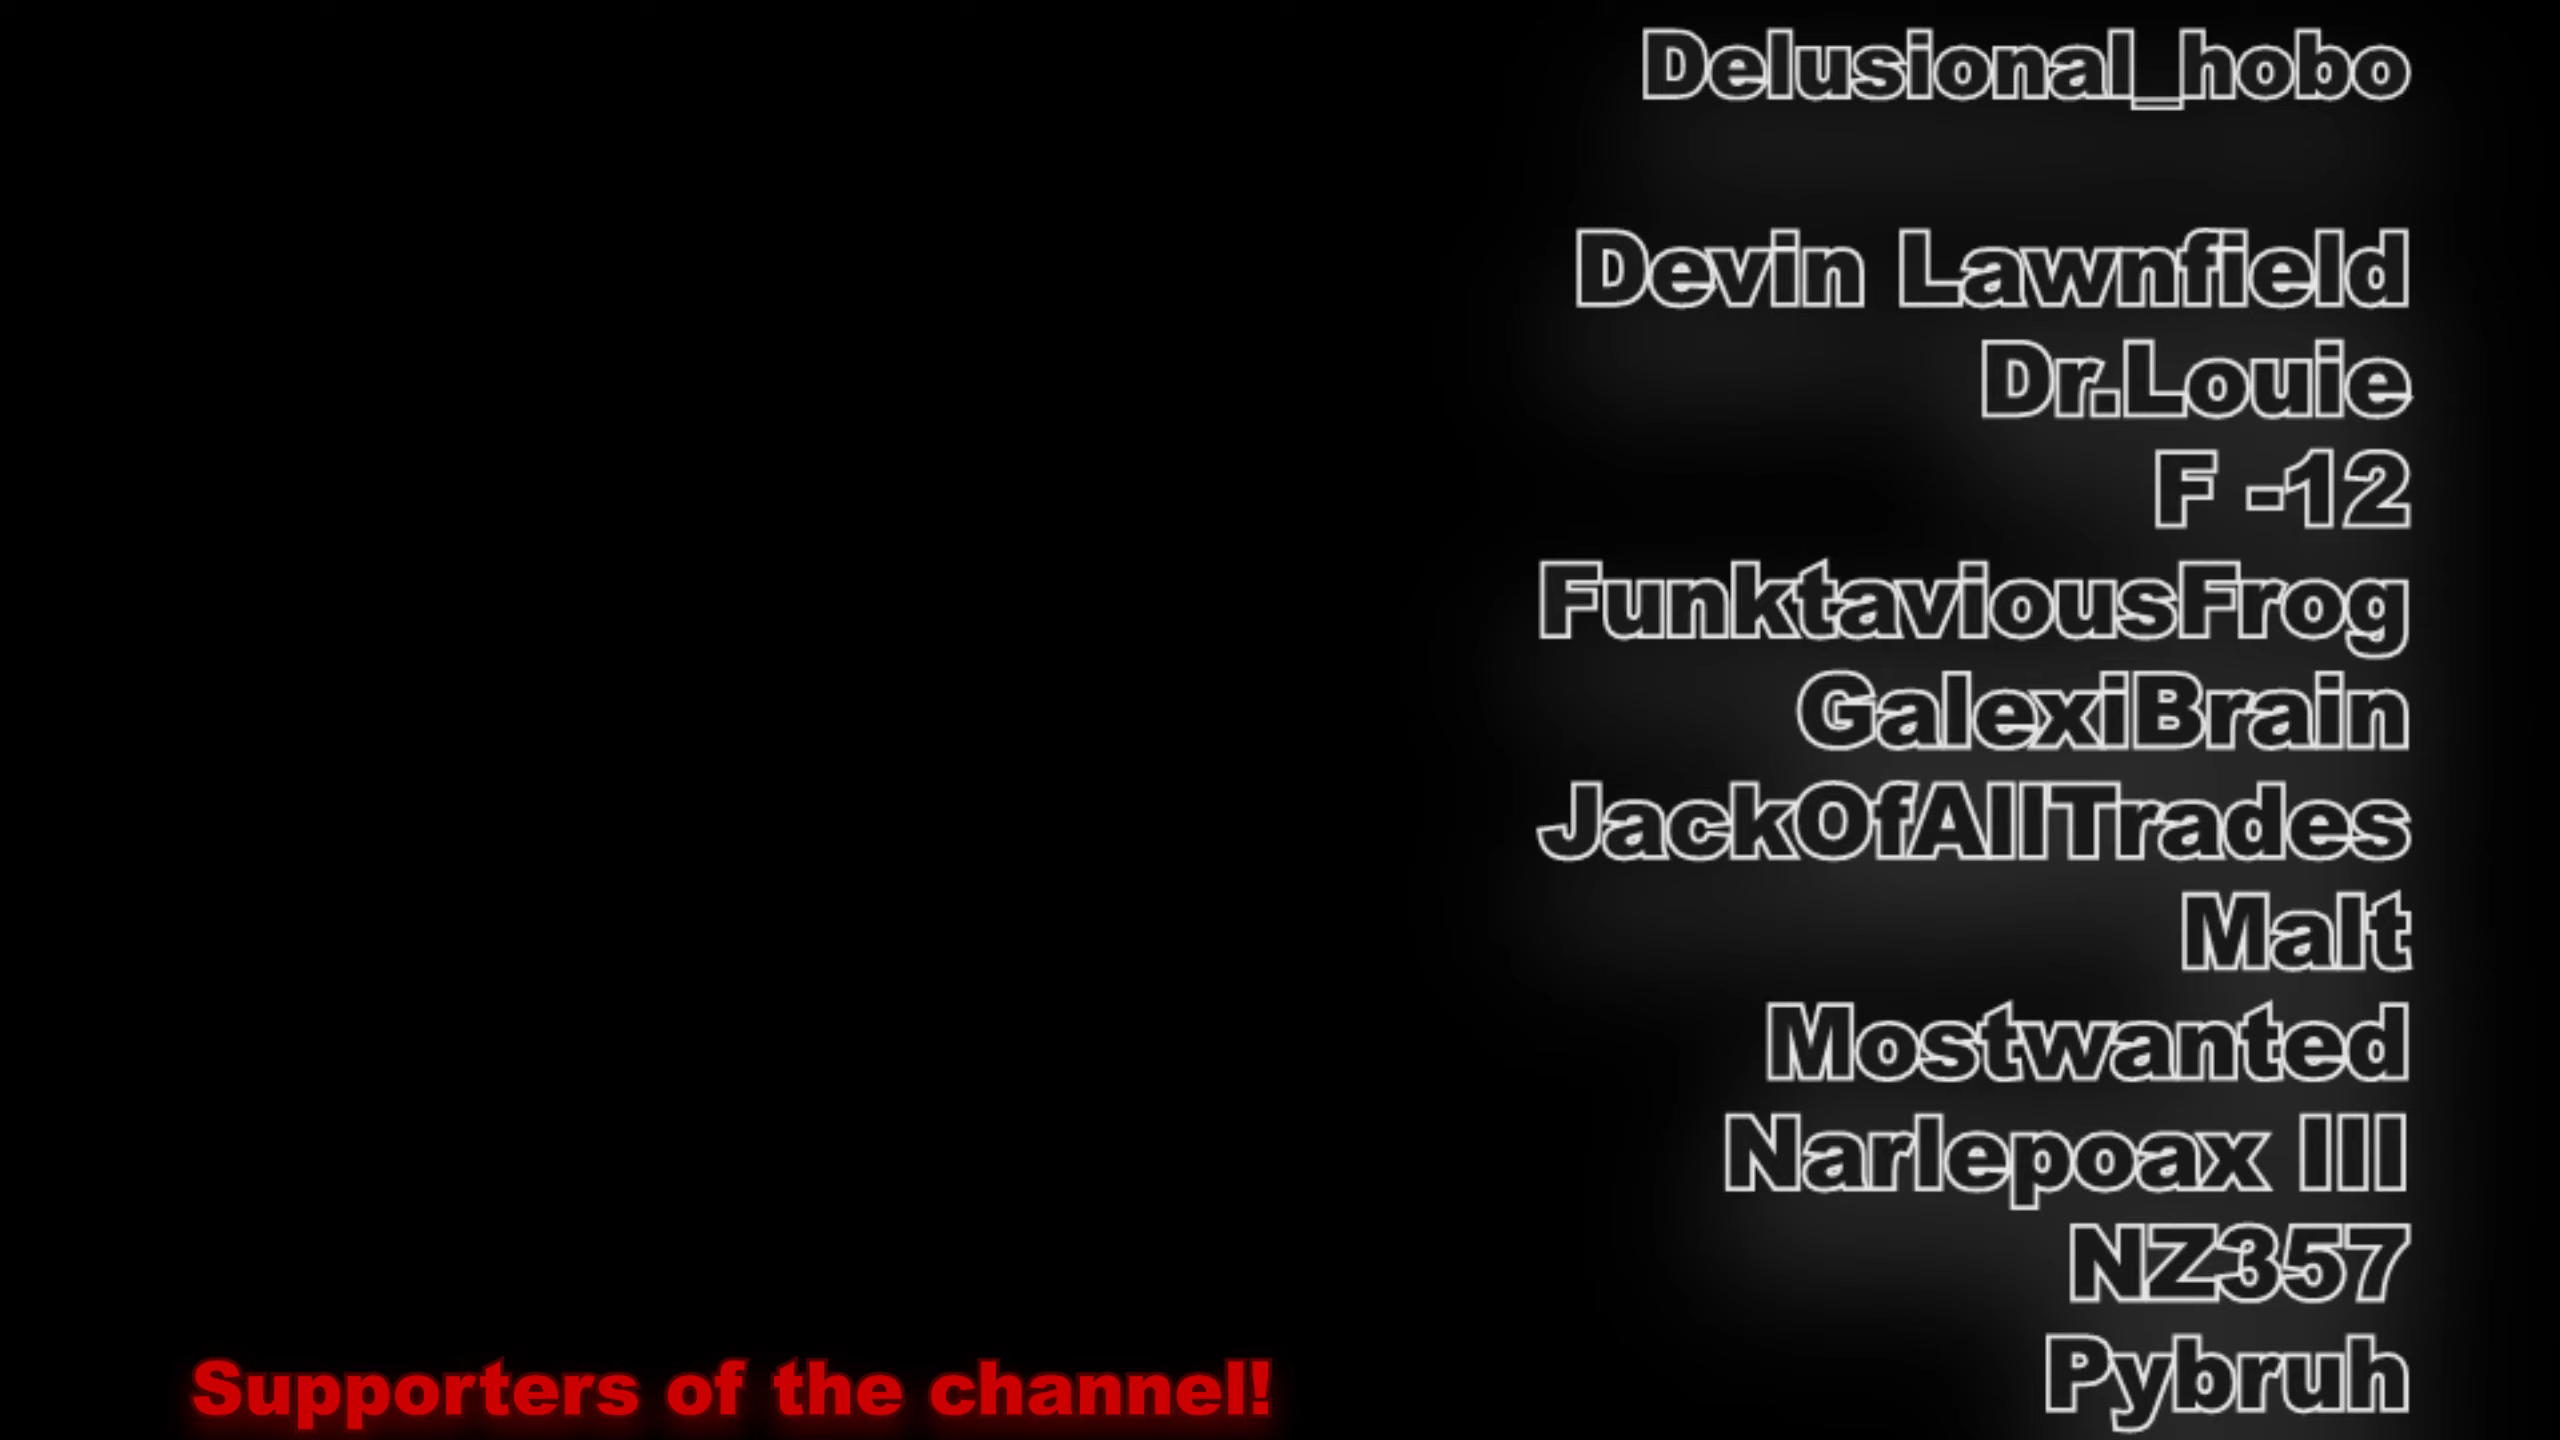 Delusional_hobo
Devin Lawnfield
Dr.Louie
F -12
FunktaviousFrog
GalexiBrain
JackOfAllTrades
Malt
Mostwanted
Narlepoax III
NZ357
Pybruh
Supporters of the channel!